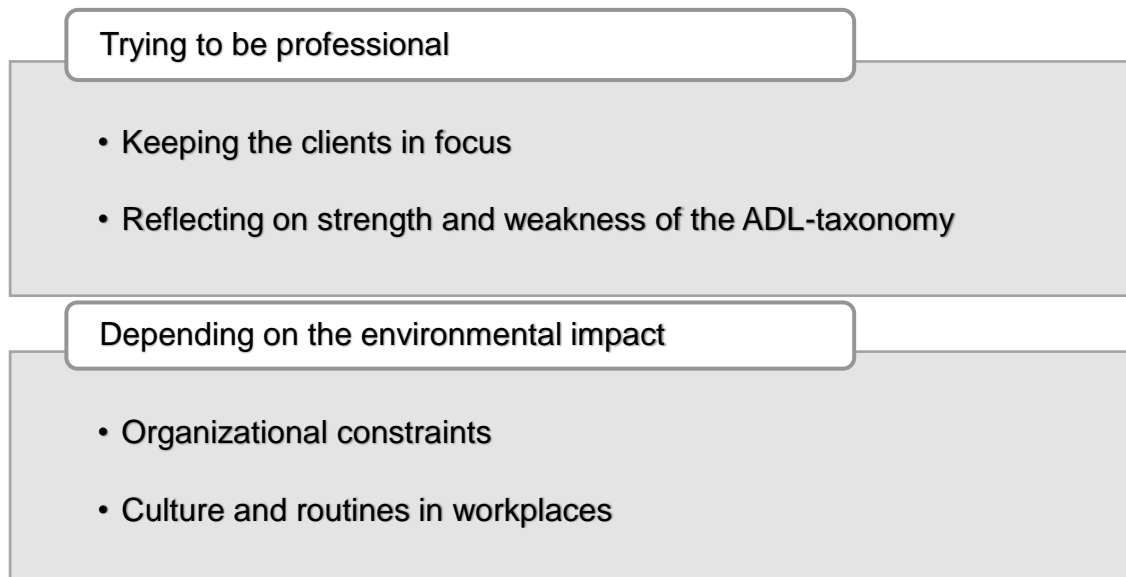 Trying to be professional
• Keeping the clients in focus
• Reflecting on strength and weakness of the ADL-taxonomy
Depending on the environmental impact
• Organizational constraints
• Culture and routines in workplaces